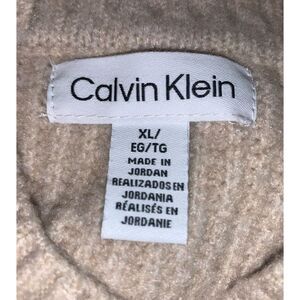 Calvin Klein
XL/
EG/TG
MADE IN
JORDAN
REALIZADOS EN
JORDANIA
RÉALISÉS EN
JORDANIE